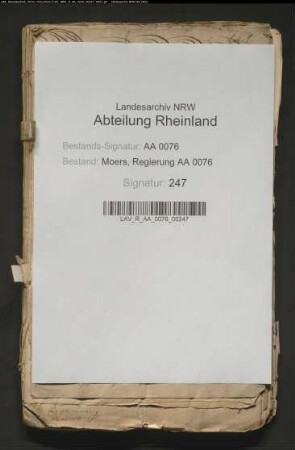 Landesarchiv NRW
Abteilung Rheinland
Bestands-Signatur: AA 0076
Bestand: Moers, Regierung AA 0076
Signatur: 247
LAV_R_AA_0076_00247